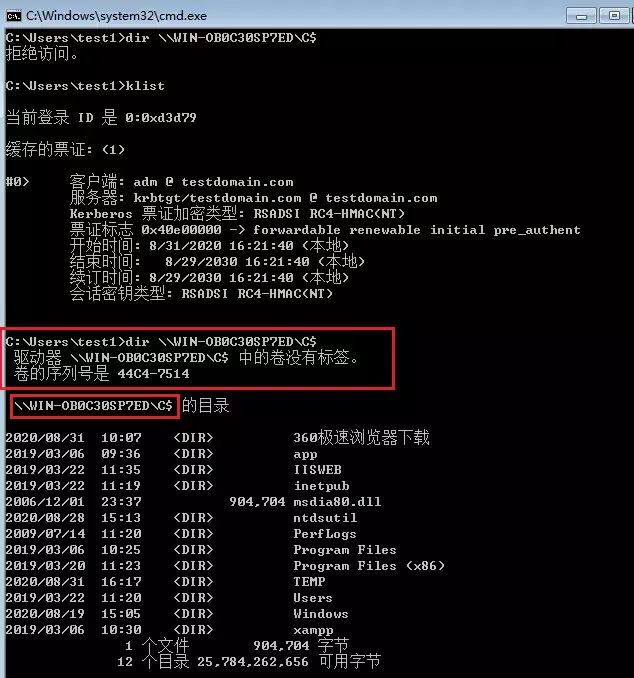 C:\Windows\system32\cmd.exe
C:\Users\test1>dir \\WIN-OB0C30SP7ED\C$
拒绝访问。
C:\Users\test1>klist
当前登录 ID 是 0:0xd3d79
缓存的票证: (1)
#0>     客户端: adm @ testdomain.com
服务器: krbtgt/testdomain.com @ testdomain.com
Kerberos 票证加密类型: RSADSI RC4-HMAC(NT)
票证标志 0x40e00000 -> forwardable renewable initial pre_authent
开始时间: 8/31/2020 16:21:40 (本地)
结束时间:   8/29/2030 16:21:40 (本地)
续订时间: 8/29/2030 16:21:40 (本地)
会话密钥类型: RSADSI RC4-HMAC(NT)
C:\Users\test1>dir \\WIN-OB0C30SP7ED\C$
驱动器 \\WIN-OB0C30SP7ED\C$ 中的卷没有标签。
卷的序列号是 44C4-7514
\\WIN-OB0C30SP7ED\C$ 的目录
2020/08/31  10:07    <DIR>          360极速浏览器下载
2019/03/06  09:36    <DIR>          app
2019/03/22  11:35    <DIR>          IISWEB
2019/03/22  11:19    <DIR>          inetpub
2006/12/01  23:37           904,704 msdia80.dll
2020/08/28  15:13    <DIR>          ntdsutil
2009/07/14  11:20    <DIR>          PerfLogs
2019/03/06  10:25    <DIR>          Program Files
2019/03/20  11:23    <DIR>          Program Files (x86)
2020/08/31  16:17    <DIR>          TEMP
2019/03/22  11:20    <DIR>          Users
2020/08/19  15:05    <DIR>          Windows
2019/03/06  10:30    <DIR>          xampp
1 个文件        904,704 字节
12 个目录 25,784,262,656 可用字节